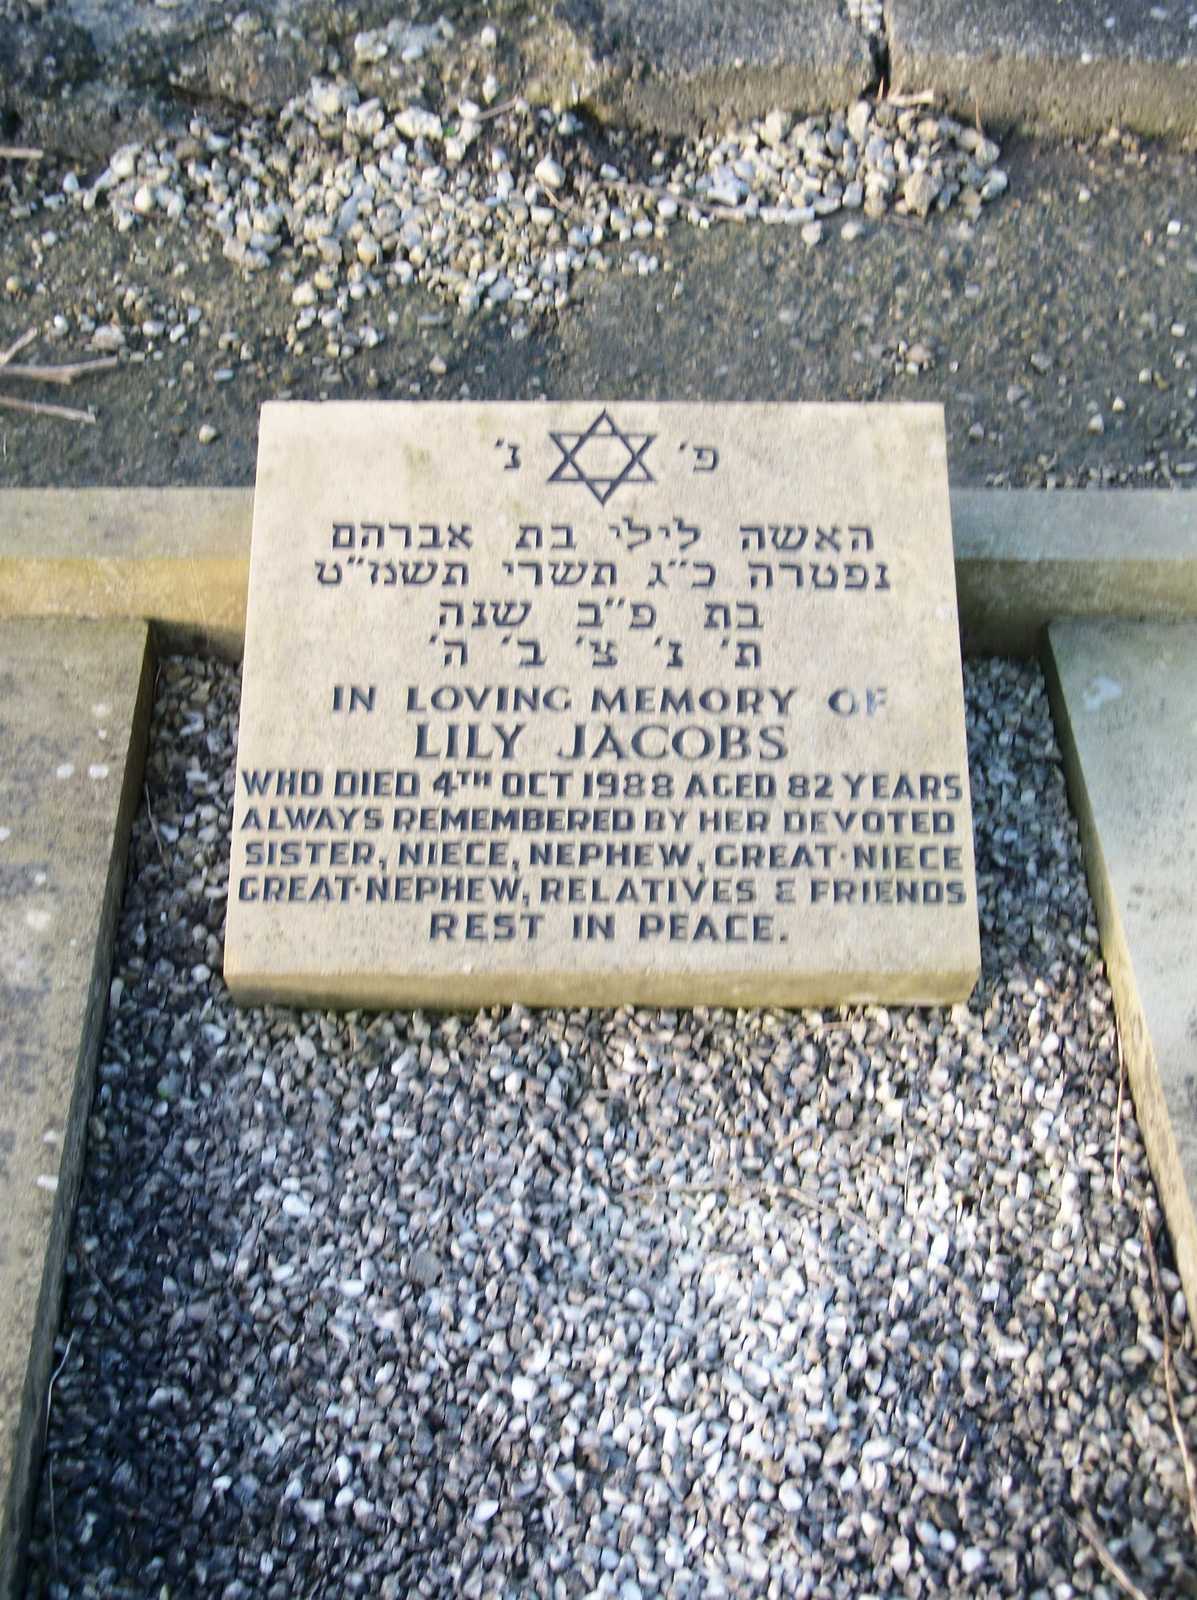 פ׳ נ׳
האשה לילי בת אברהם
נפטרה כ״ג תשרי תשמ״ט
בת פ״ב שנה
ת׳ נ׳ צ׳ ב׳ ה׳
IN LOVING MEMORY OF
LILY JACOBS
WHO DIED 4TH OCT 1988 AGED 82 YEARS
ALWAYS REMEMBERED BY HER DEVOTED
SISTER, NIECE, NEPHEW, GREAT-NIECE
GREAT-NEPHEW, RELATIVES & FRIENDS
REST IN PEACE.